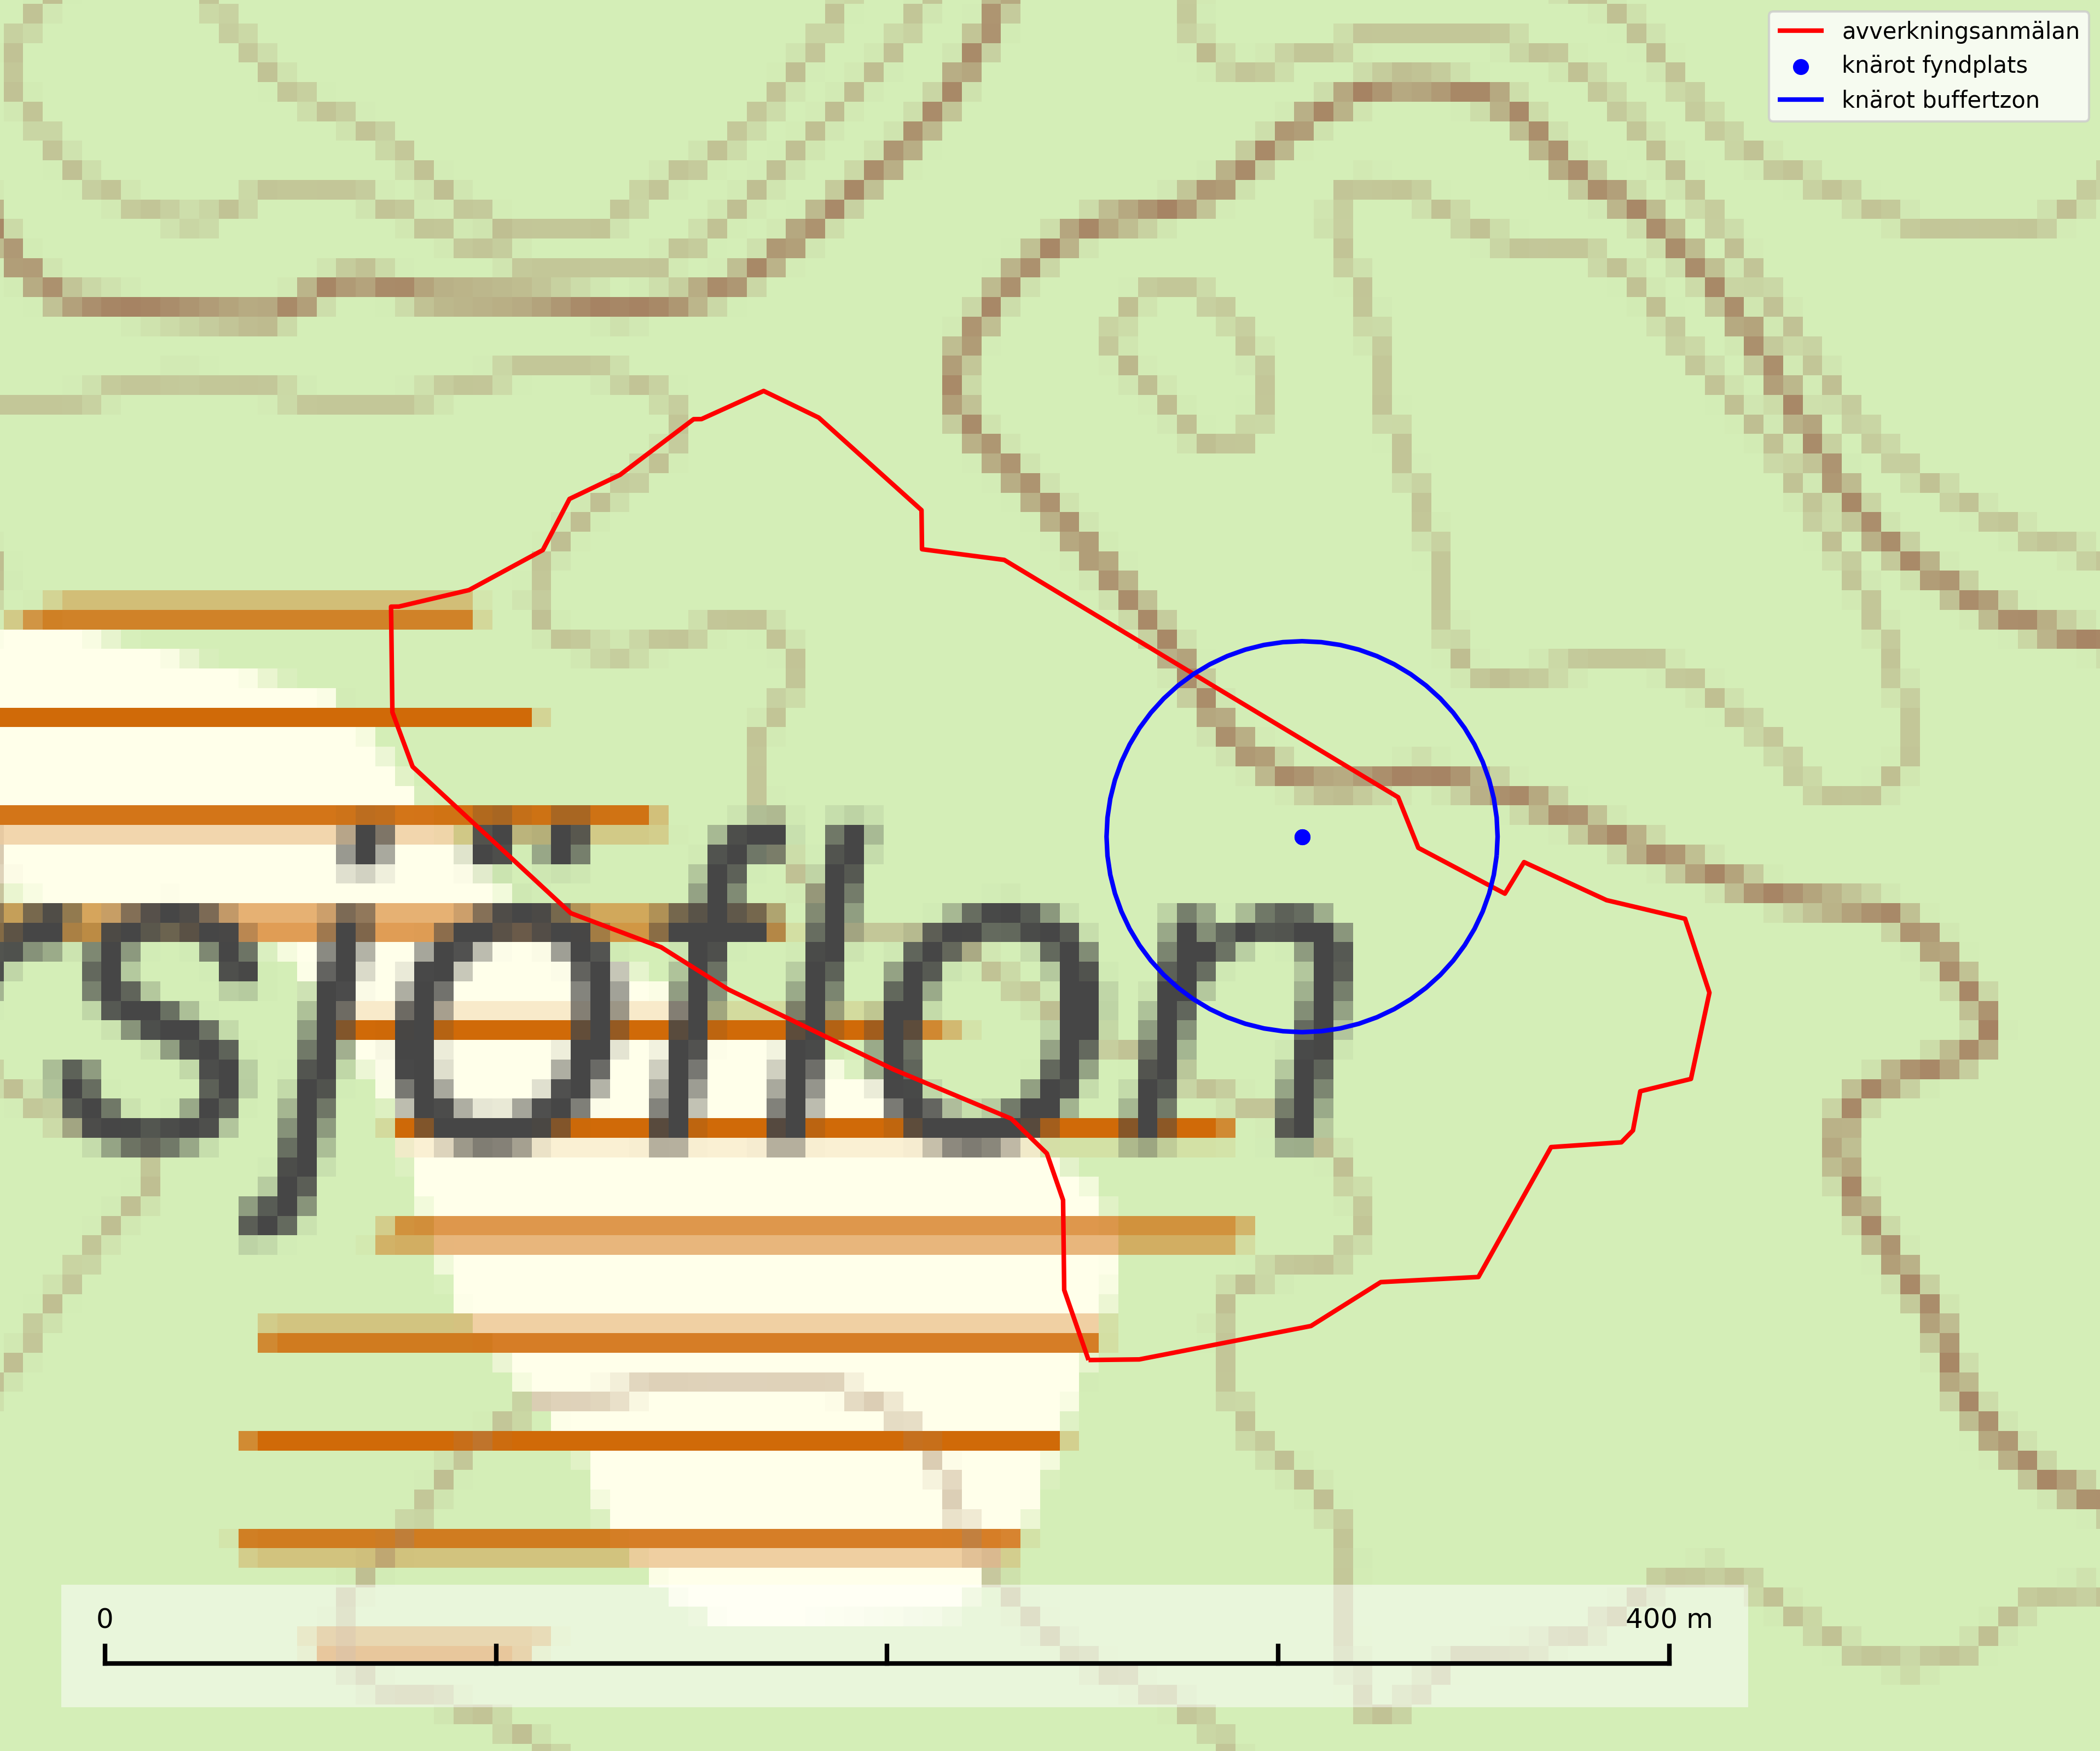 avverkningsanmälan
knärot fyndplats
knärot buffertzon
0 400 m